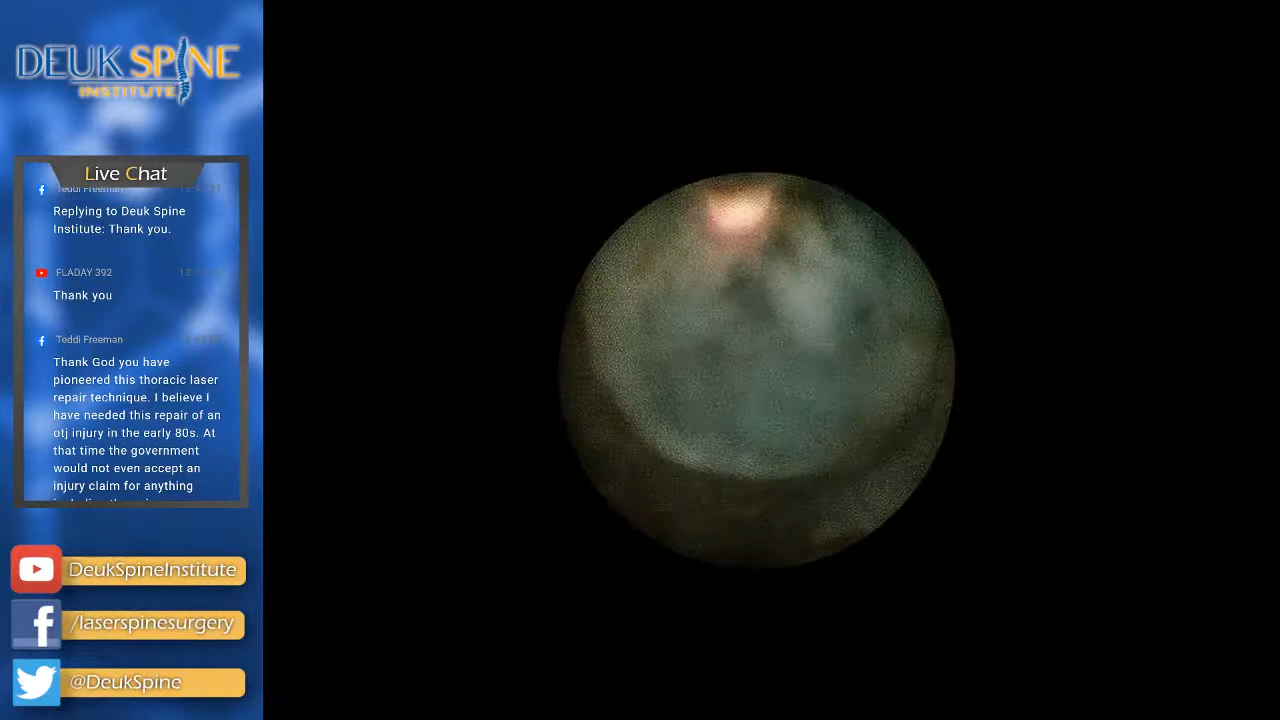 DEUK SPINE
INSTITUTE
Live Chat
Teddi Freeman
Replying to Deuk Spine
Institute: Thank you.
FLADAY 392
Thank you
Teddi Freeman
Thank God you have
pioneered this thoracic laser
repair technique. I believe I
have needed this repair of an
otj injury in the early 80s. At
that time the government
would not even accept an
injury claim for anything
DeukSpineInstitute
/laserspinesurgery
@DeukSpine